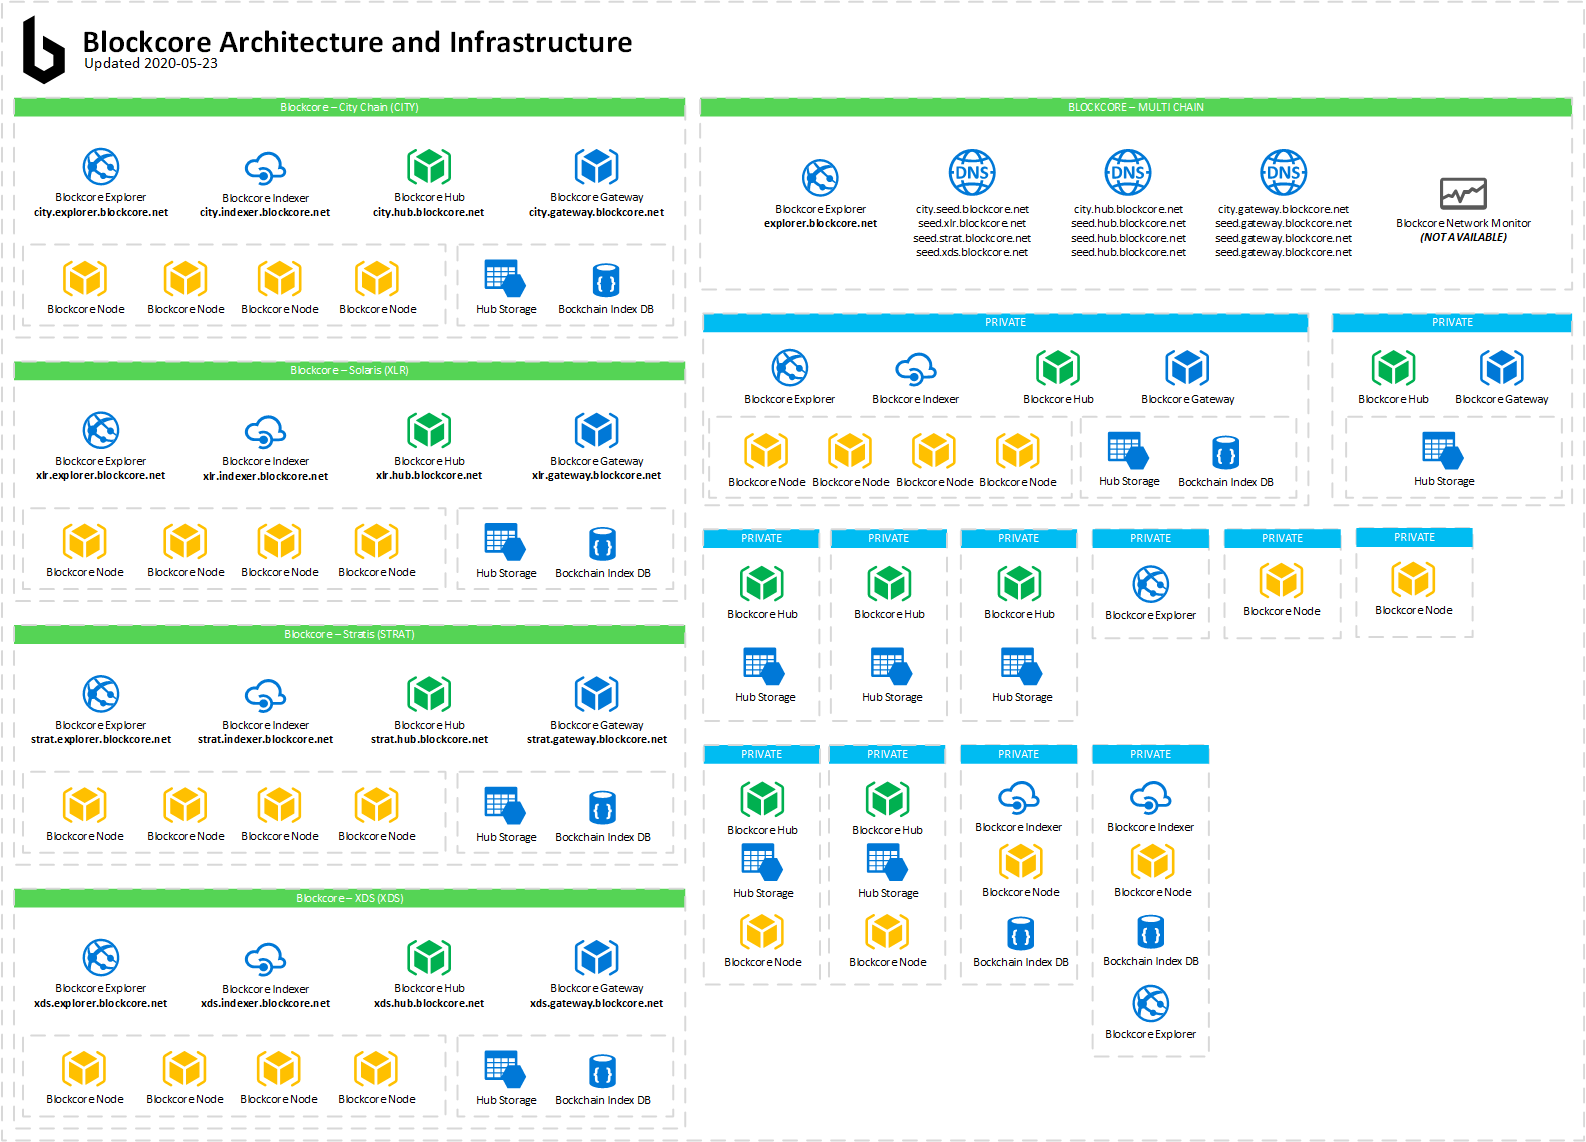 Blockcore Architecture and Infrastructure
Updated 2020-05-23
Blockcore – City Chain (CITY)
Blockcore Explorer
city.explorer.blockcore.net
Blockcore Indexer
city.indexer.blockcore.net
Blockcore Hub
city.hub.blockcore.net
Blockcore Gateway
city.gateway.blockcore.net
Blockcore Node
Blockcore Node
Blockcore Node
Blockcore Node
Hub Storage
Bockchain Index DB
Blockcore – Solaris (XLR)
Blockcore Explorer
xlr.explorer.blockcore.net
Blockcore Indexer
xlr.indexer.blockcore.net
Blockcore Hub
xlr.hub.blockcore.net
Blockcore Gateway
xlr.gateway.blockcore.net
Blockcore Node
Blockcore Node
Blockcore Node
Blockcore Node
Hub Storage
Bockchain Index DB
Blockcore – Stratis (STRAT)
Blockcore Explorer
strat.explorer.blockcore.net
Blockcore Indexer
strat.indexer.blockcore.net
Blockcore Hub
strat.hub.blockcore.net
Blockcore Gateway
strat.gateway.blockcore.net
Blockcore Node
Blockcore Node
Blockcore Node
Blockcore Node
Hub Storage
Bockchain Index DB
Blockcore – XDS (XDS)
Blockcore Explorer
xds.explorer.blockcore.net
Blockcore Indexer
xds.indexer.blockcore.net
Blockcore Hub
xds.hub.blockcore.net
Blockcore Gateway
xds.gateway.blockcore.net
Blockcore Node
Blockcore Node
Blockcore Node
Blockcore Node
Hub Storage
Bockchain Index DB
BLOCKCORE – MULTI CHAIN
Blockcore Explorer
explorer.blockcore.net
DNS
city.seed.blockcore.net
seed.xlr.blockcore.net
seed.strat.blockcore.net
seed.xds.blockcore.net
DNS
city.hub.blockcore.net
seed.hub.blockcore.net
seed.hub.blockcore.net
seed.hub.blockcore.net
DNS
city.gateway.blockcore.net
seed.gateway.blockcore.net
seed.gateway.blockcore.net
seed.gateway.blockcore.net
Blockcore Network Monitor
(NOT AVAILABLE)
PRIVATE
Blockcore Explorer
Blockcore Indexer
Blockcore Hub
Blockcore Gateway
Blockcore Node
Blockcore Node
Blockcore Node
Blockcore Node
Hub Storage
Bockchain Index DB
PRIVATE
Blockcore Hub
Blockcore Gateway
Hub Storage
PRIVATE
Blockcore Hub
Hub Storage
PRIVATE
Blockcore Hub
Hub Storage
PRIVATE
Blockcore Hub
Hub Storage
PRIVATE
Blockcore Explorer
PRIVATE
Blockcore Node
PRIVATE
Blockcore Node
PRIVATE
Blockcore Hub
Hub Storage
Blockcore Node
PRIVATE
Blockcore Hub
Hub Storage
Blockcore Node
PRIVATE
Blockcore Indexer
Blockcore Node
Bockchain Index DB
PRIVATE
Blockcore Indexer
Blockcore Node
Bockchain Index DB
Blockcore Explorer